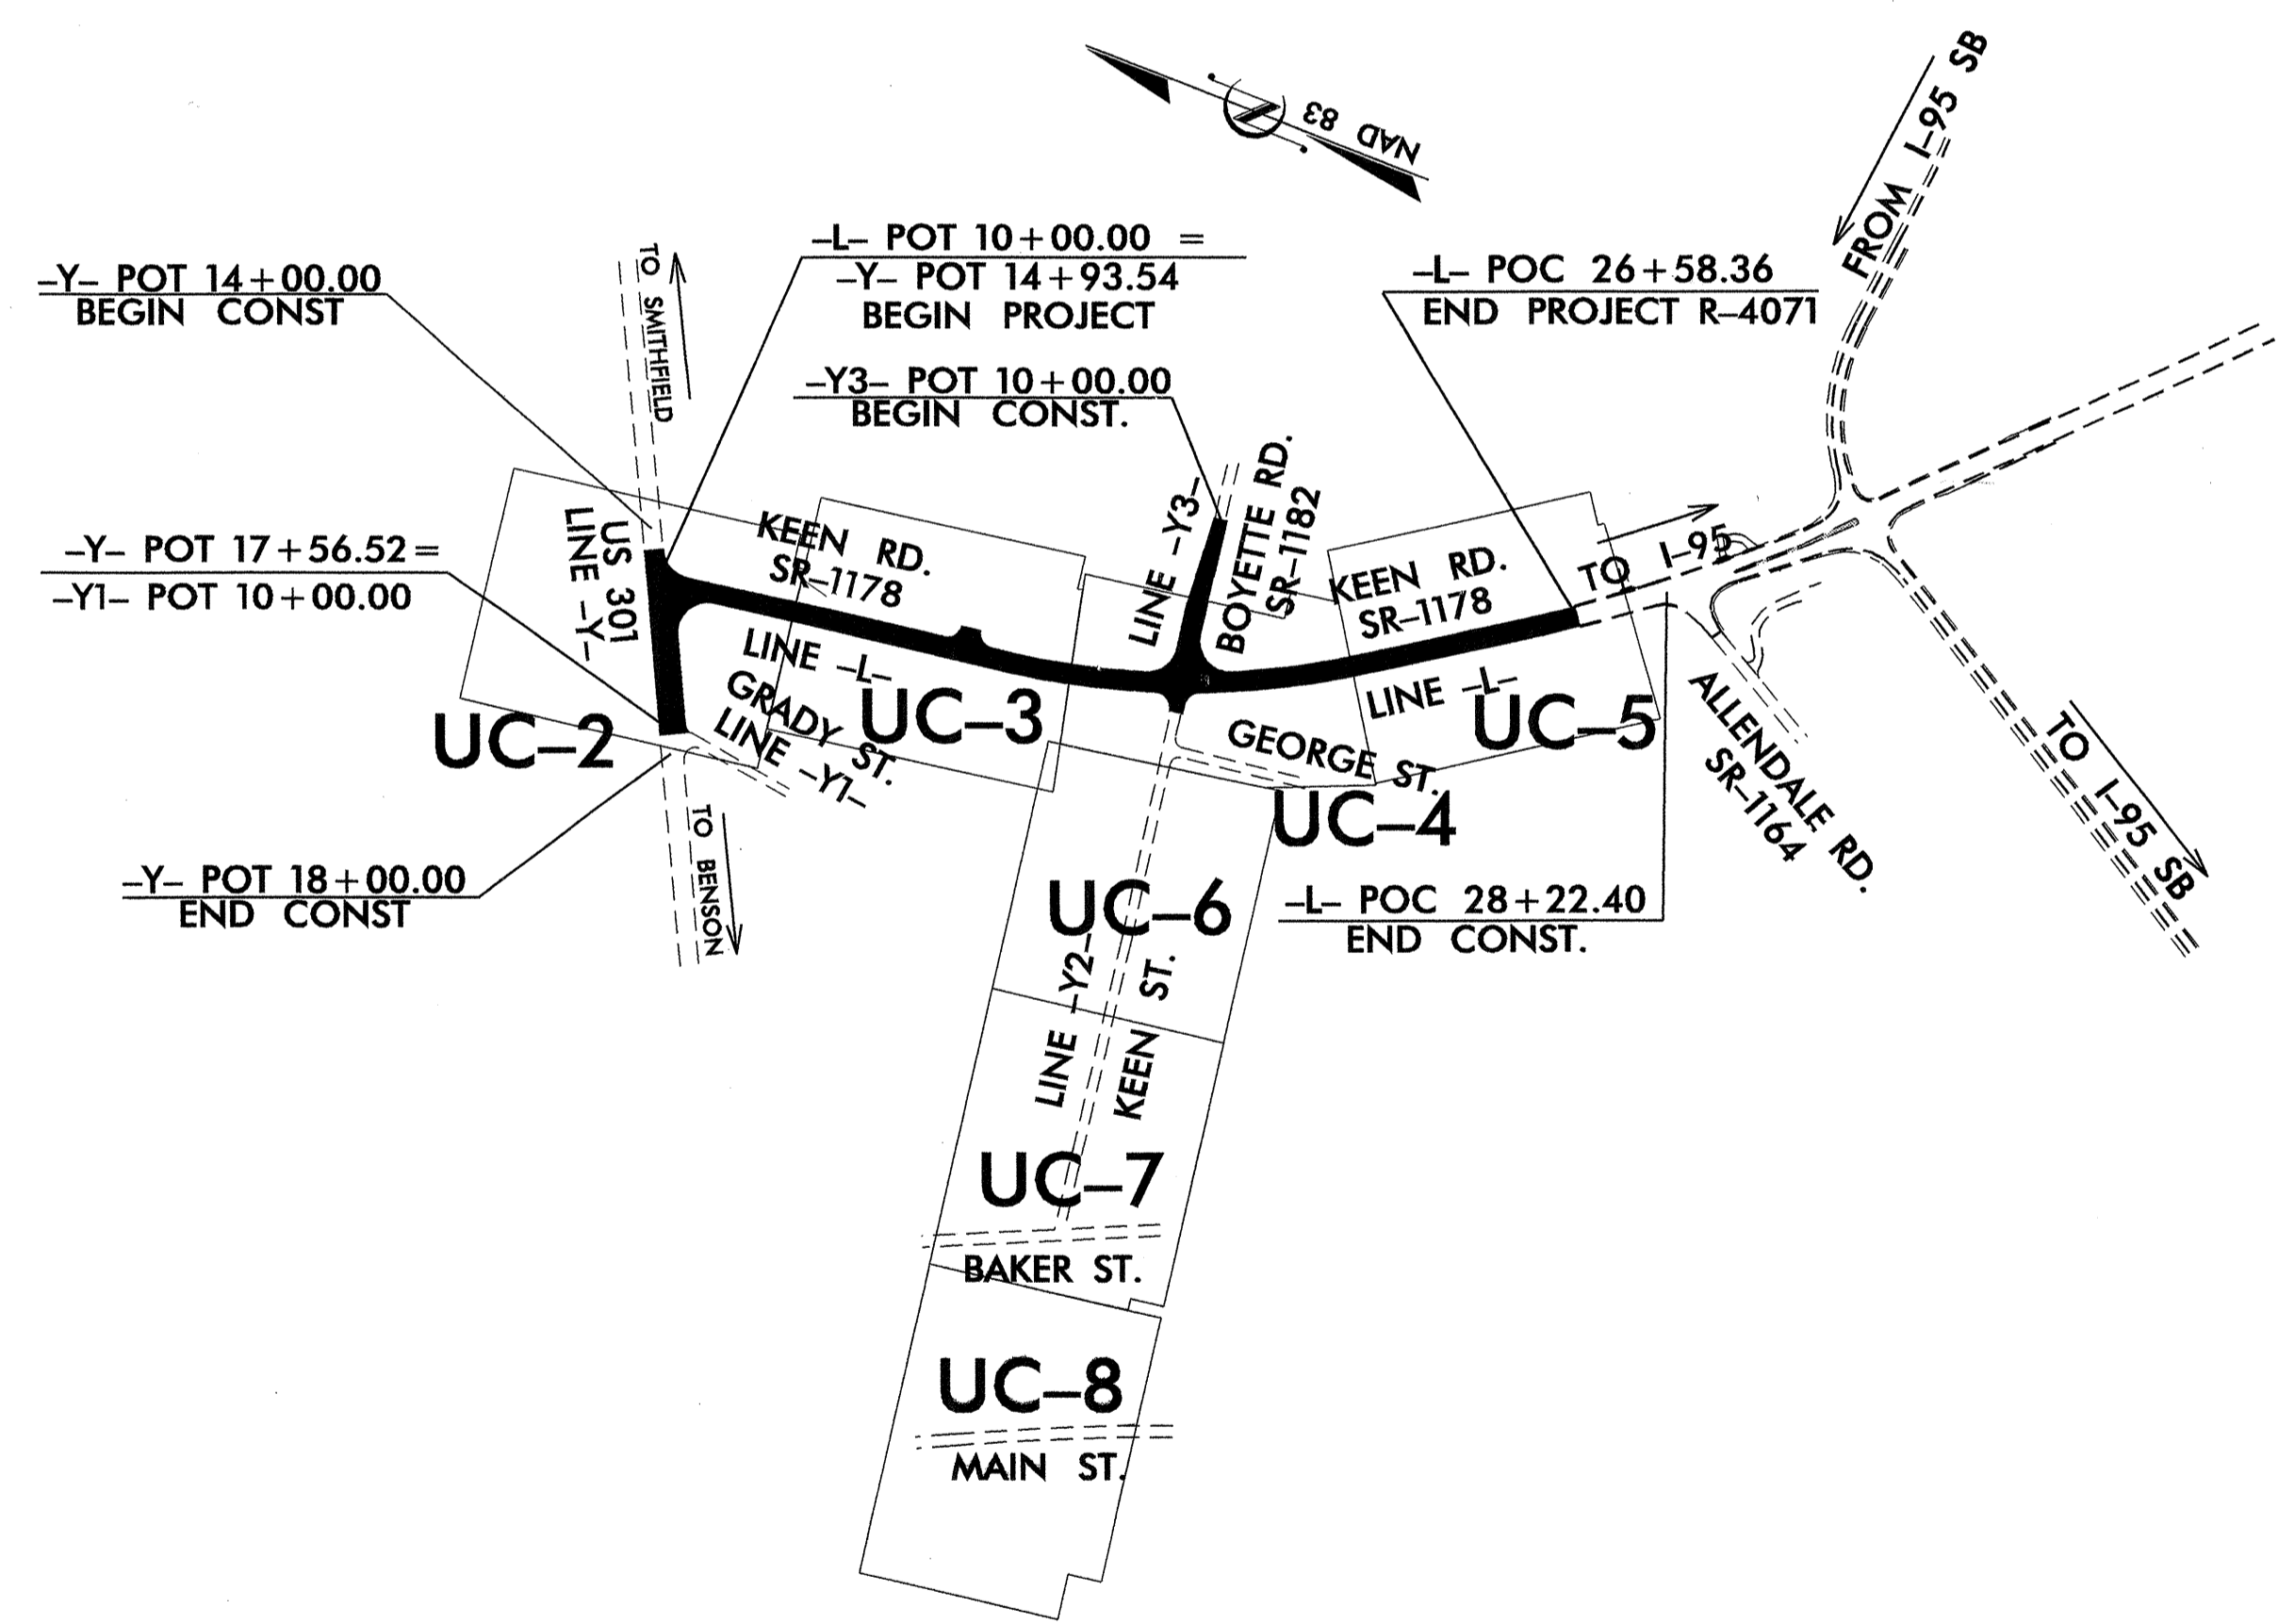 NAD 83
FROM I-95 SB
-L- POT 10+00.00 =
-Y- POT 14+93.54
BEGIN PROJECT
-Y- POT 14+00.00
BEGIN CONST
TO SMITHFIELD
-L- POC 26+58.36
END PROJECT R-4071
-Y3- POT 10+00.00
BEGIN CONST.
-Y- POT 17+56.52=
-Y1- POT 10+00.00
US 301
LINE -Y-
KEEN RD.
SR-1178
LINE -Y3-
BOYETTE RD.
SR-1182
KEEN RD.
SR-1178
TO I-95
LINE -L-
GRADY ST.
LINE -Y1-
UC-2
UC-3
LINE -L-
UC-5
GEORGE ST.
UC-4
ALLENDALE RD.
SR-1164
TO I-95 SB
-Y- POT 18+00.00
END CONST
TO BENSON
-L- POC 28+22.40
END CONST.
UC-6
LINE -Y2-
KEEN ST.
UC-7
BAKER ST.
UC-8
MAIN ST.